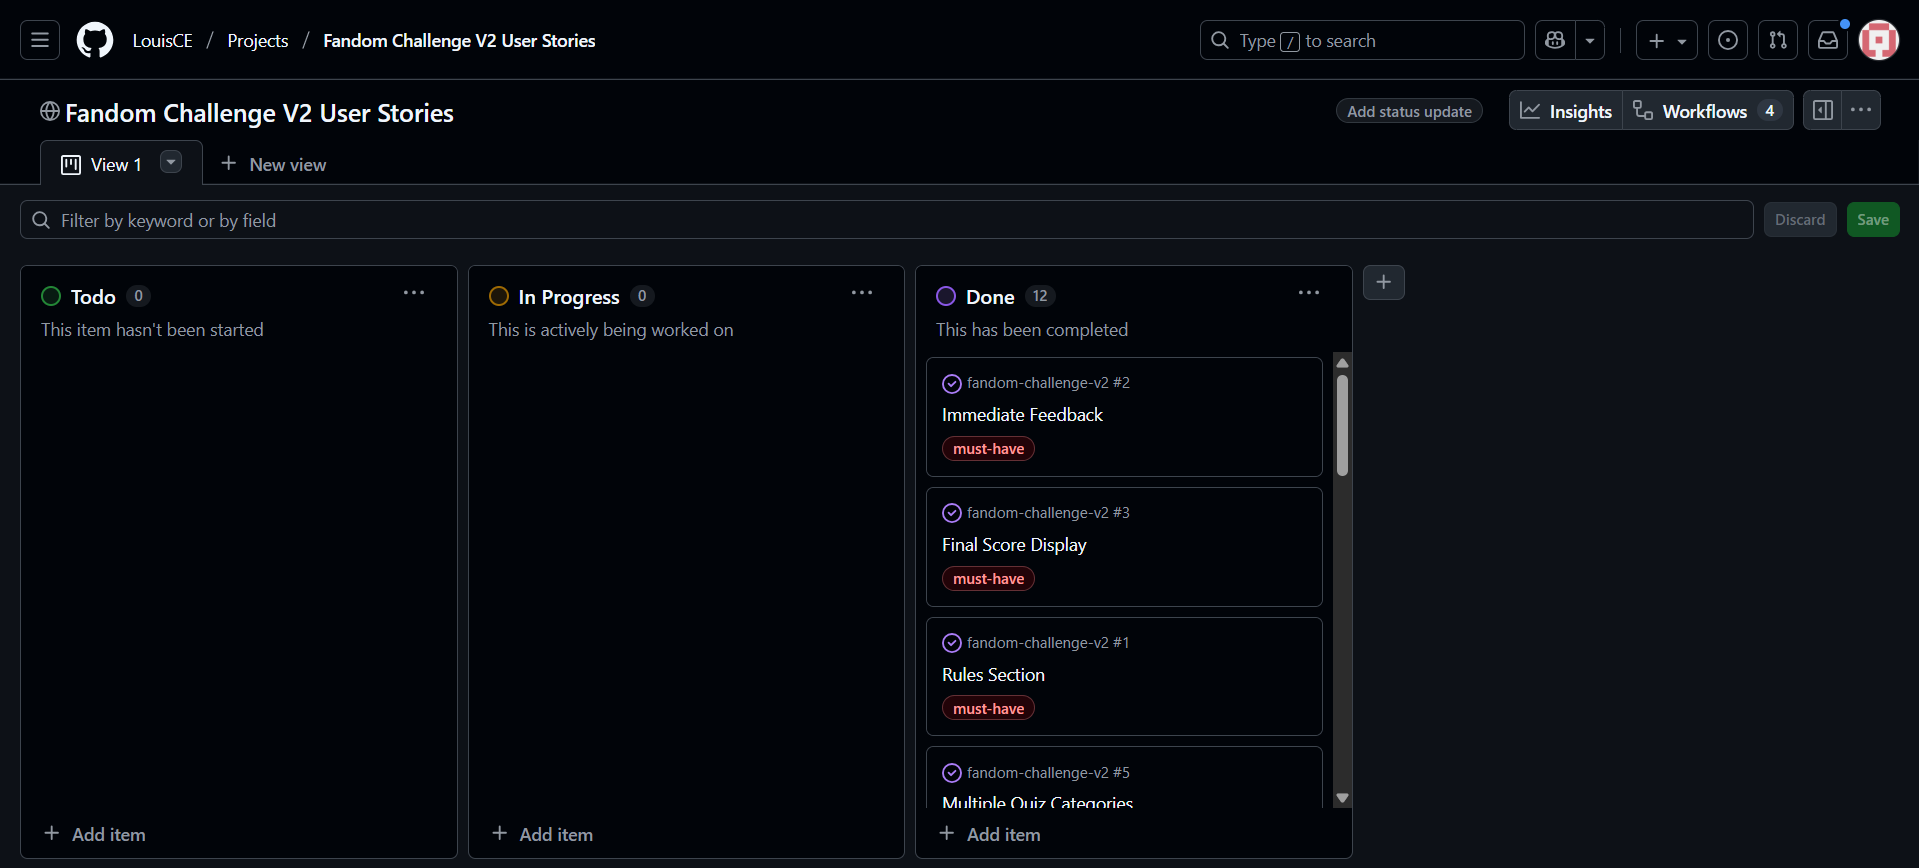 LouisCE / Projects / Fandom Challenge V2 User Stories
Type / to search
Fandom Challenge V2 User Stories
Add status update
Insights
Workflows 4
View 1
New view
Filter by keyword or by field
Discard
Save
Todo 0
This item hasn't been started
Add item
In Progress 0
This is actively being worked on
Add item
Done 12
This has been completed
fandom-challenge-v2 #2
Immediate Feedback
must-have
fandom-challenge-v2 #3
Final Score Display
must-have
fandom-challenge-v2 #1
Rules Section
must-have
fandom-challenge-v2 #5
Multiple Quiz Categories
Add item